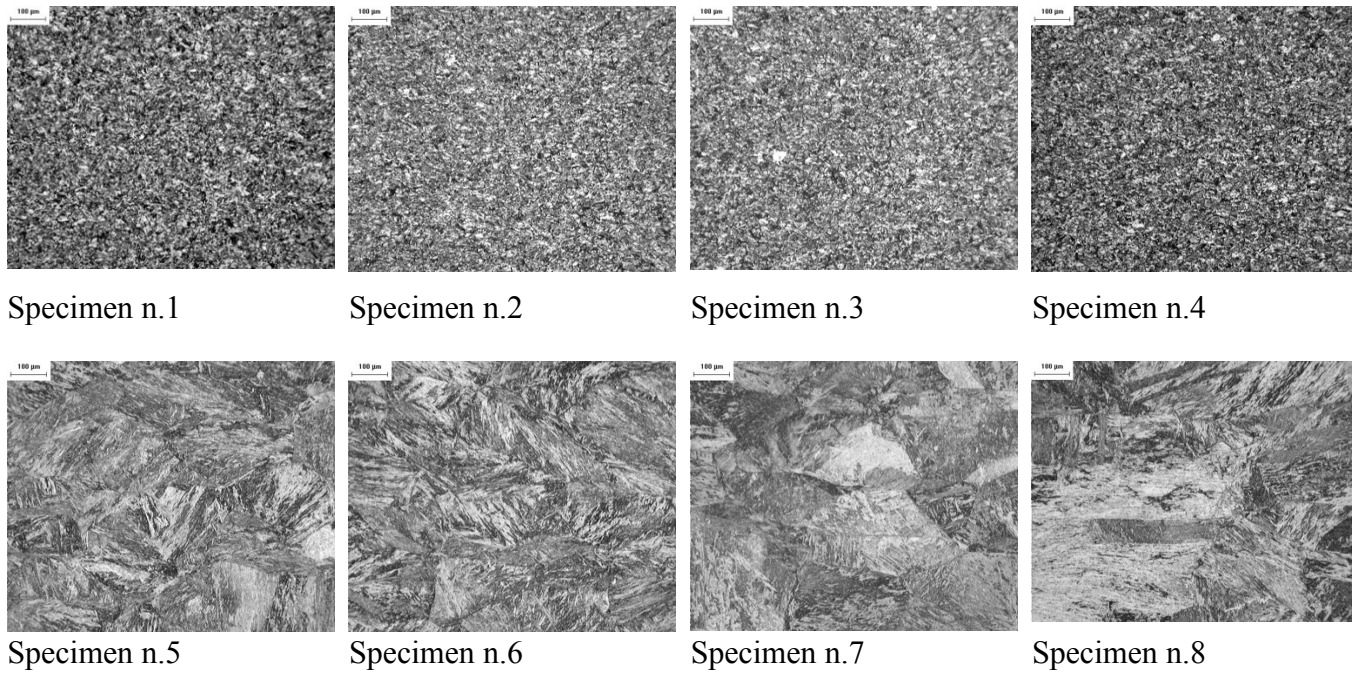 100 µm 100 µm 100 µm 100 µm
Specimen n.1 Specimen n.2 Specimen n.3 Specimen n.4
100 µm 100 µm 100 µm 100 µm
Specimen n.5 Specimen n.6 Specimen n.7 Specimen n.8